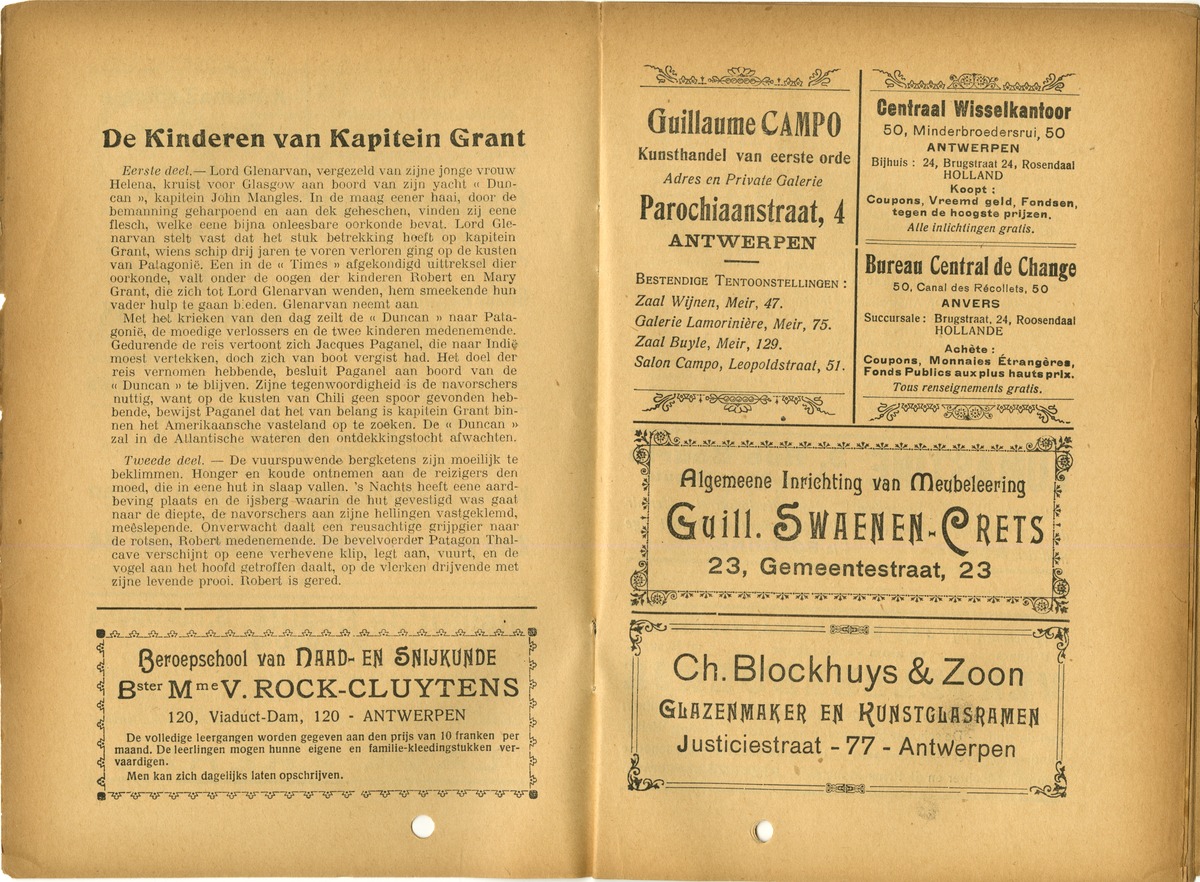 De Kinderen van Kapitein Grant
Eerste deel.— Lord Glenarvan, vergezeld van zijne jonge vrouw
Helena, kruist voor Glasgow aan boord van zijn yacht « Dun-
can », kapitein John Mangles. In de maag eener haai, door de
bemanning geharpoend en aan dek geheschen, vinden zij eene
flesch, welke eene bijna onleesbare oorkonde bevat. Lord Gle-
narvan stelt vast dat het stuk betrekking heeft op kapitein
Grant, wiens schip drij jaren te voren verloren ging op de kusten
van Patagonië. Een in de « Times » afgekondigd uittreksel dier
oorkonde, valt onder de oogen der kinderen Robert en Mary
Grant, die zich tot Lord Glenarvan wenden, hem smeekende hun
vader hulp te gaan bieden. Glenarvan neemt aan
Met het krieken van den dag zeilt de « Duncan » naar Pata-
gonië, de moedige verlossers en de twee kinderen medenemende.
Gedurende de reis vertoont zich Jacques Paganel, die naar Indië
moest vertekken, doch zich van boot vergist had. Het doel der
reis vernomen hebbende, besluit Paganel aan boord van de
« Duncan » te blijven. Zijne tegenwoordigheid is de navorschers
nuttig, want op de kusten van Chili geen spoor gevonden heb-
bende, bewijst Paganel dat het van belang is kapitein Grant bin-
nen het Amerikaansche vasteland op te zoeken. De « Duncan »
zal in de Atlantische wateren den ontdekkingstocht afwachten.
Tweede deel. — De vuurspuwende bergketens zijn moeilijk te
beklimmen. Honger en koude ontnemen aan de reizigers den
moed, die in eene hut in slaap vallen. 's Nachts heeft eene aard-
beving plaats en de ijsberg waarin de hut gevestigd was gaat
naar de diepte, de navorschers aan zijne hellingen vastgeklemd,
meêslepende. Onverwacht daalt een reusachtige grijpgier naar
de rotsen, Robert medenemende. De bevelvoerder Patagon Thal-
cave verschijnt op eene verhevene klip, legt aan, vuurt, en de
vogel aan het hoofd getroffen daalt, op de vlerken drijvende met
zijne levende prooi. Robert is gered.
Beroepschool van NAAD- EN SNIJKUNDE
Bster Mme V. ROCK-CLUYTENS
120, Viaduct-Dam, 120 - ANTWERPEN
De volledige leergangen worden gegeven aan den prijs van 10 franken per
maand. De leerlingen mogen hunne eigene en familie-kleedingstukken ver-
vaardigen.
Men kan zich dagelijks laten opschrijven.
Guillaume CAMPO
Kunsthandel van eerste orde
Adres en Private Galerie
Parochiaanstraat, 4
ANTWERPEN
BESTENDIGE TENTOONSTELLINGEN :
Zaal Wijnen, Meir, 47.
Galerie Lamorinière, Meir, 75.
Zaal Buyle, Meir, 129.
Salon Campo, Leopoldstraat, 51.
Centraal Wisselkantoor
50, Minderbroedersrui, 50
ANTWERPEN
Bijhuis : 24, Brugstraat 24, Rosendaal
HOLLAND
Koopt :
Coupons, Vreemd geld, Fondsen,
tegen de hoogste prijzen.
Alle inlichtingen gratis.
Bureau Central de Change
50, Canal des Récollets, 50
ANVERS
Succursale : Brugstraat, 24, Roosendaal
HOLLANDE
Achète :
Coupons, Monnaies Étrangères,
Fonds Publics aux plus hauts prix.
Tous renseignements gratis.
Algemeene Inrichting van Meubeleering
Guill. SWAENEN-CRETS
23, Gemeentestraat, 23
Ch. Blockhuys & Zoon
GLAZENMAKER EN KUNSTGLASRAMEN
Justiciestraat - 77 - Antwerpen